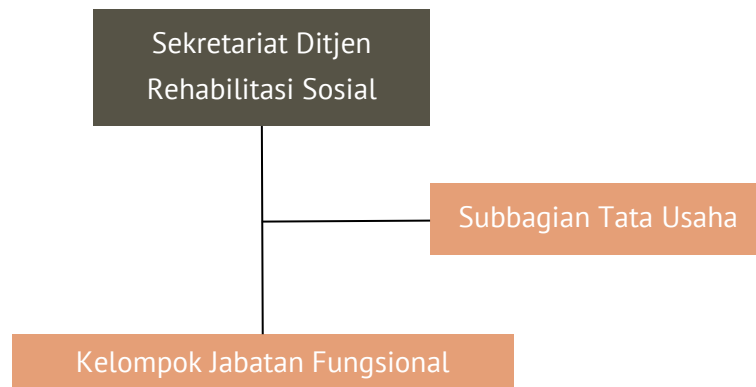 Sekretariat Ditjen
Rehabilitasi Sosial
Subbagian Tata Usaha
Kelompok Jabatan Fungsional